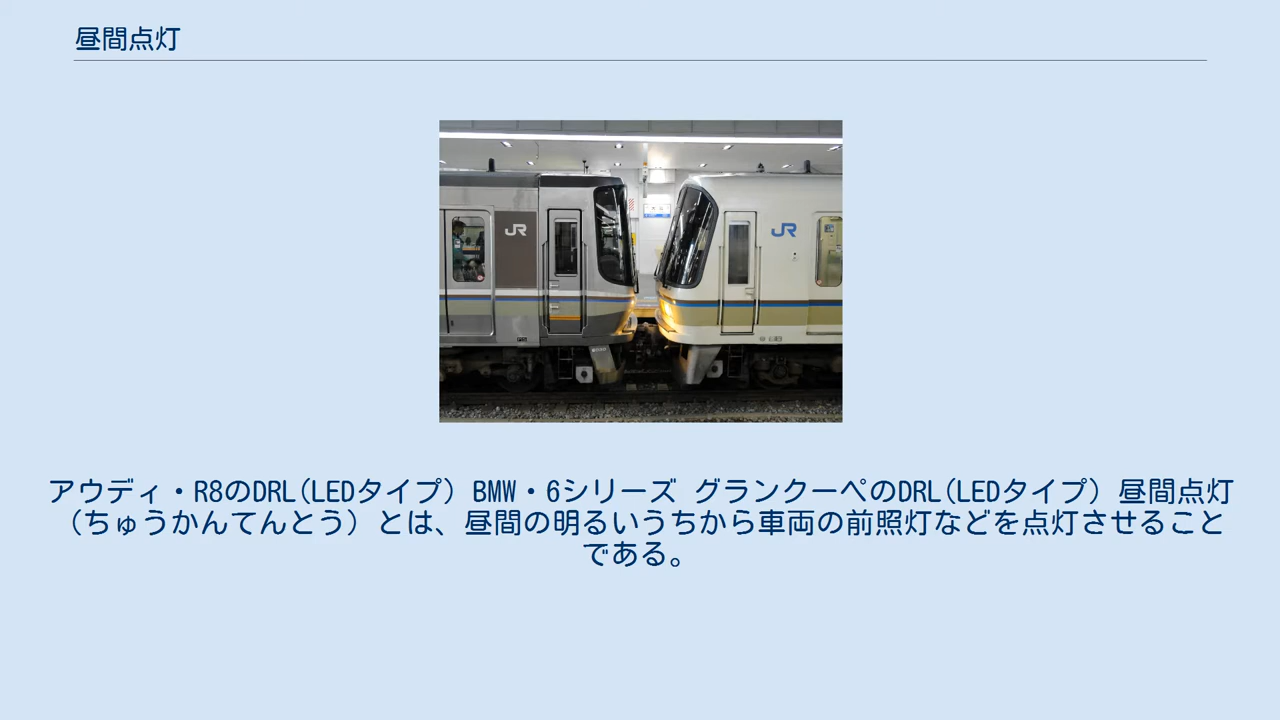 昼間点灯
JR
JR
アウディ・R8のDRL(LEDタイプ) BMW・6シリーズ グランクーペのDRL(LEDタイプ) 昼間点灯
(ちゅうかんてんとう)とは、昼間の明るいうちから車両の前照灯などを点灯させること
である。